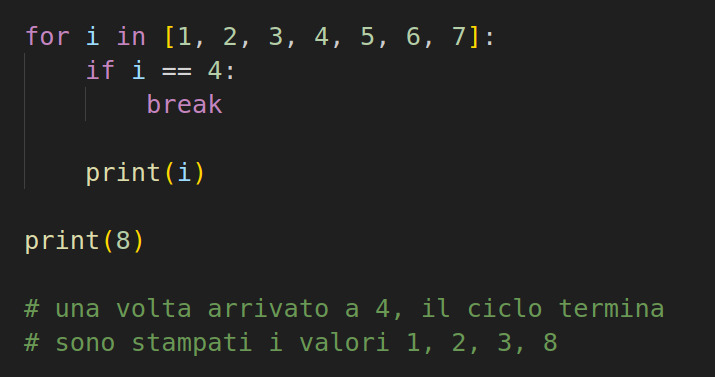 for i in [1, 2, 3, 4, 5, 6, 7]:
    if i == 4:
        break
    print(i)
print(8)
# una volta arrivato a 4, il ciclo termina
# sono stampati i valori 1, 2, 3, 8